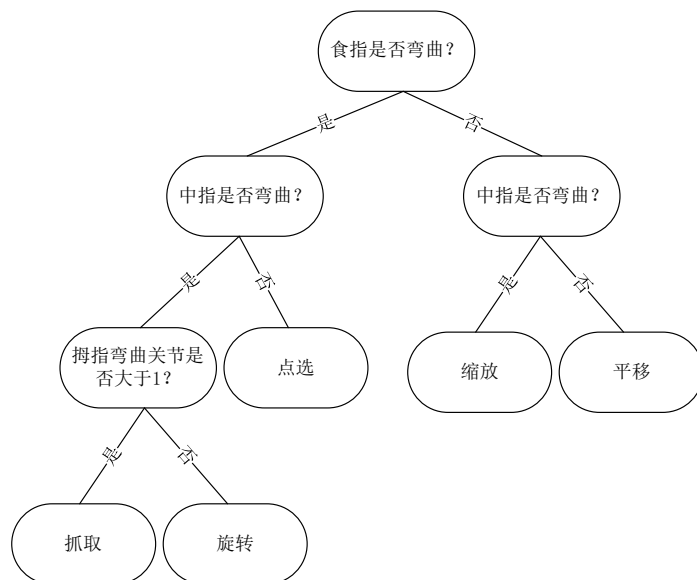 食指是否弯曲?
是
否
中指是否弯曲?
中指是否弯曲?
是
否
是
否
拇指弯曲关节是
否大于1?
点选
缩放
平移
是
否
抓取
旋转